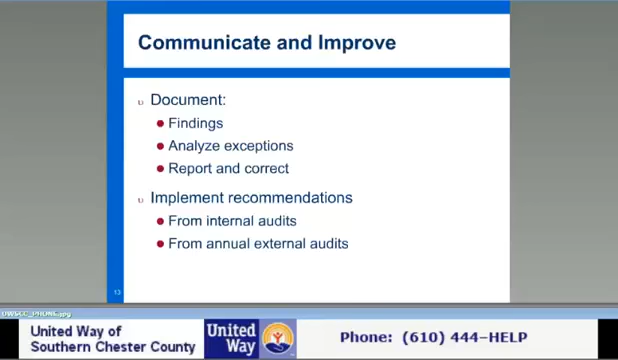 Communicate and Improve
Document:
Findings
Analyze exceptions
Report and correct
Implement recommendations
From internal audits
From annual external audits
13
UWSCC_PHONE.jpg
United Way of
Southern Chester County
United
Way
Phone: (610) 444-HELP